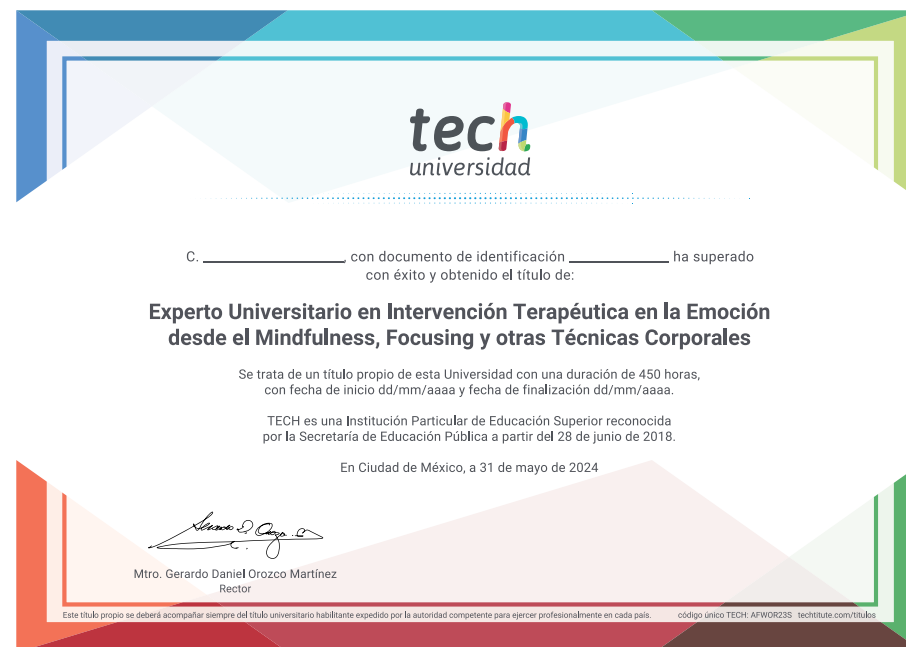 tech
universidad
C. ____________, con documento de identificación ____________ ha superado
con éxito y obtenido el título de:
Experto Universitario en Intervención Terapéutica en la Emoción
desde el Mindfulness, Focusing y otras Técnicas Corporales
Se trata de un título propio de esta Universidad con una duración de 450 horas,
con fecha de inicio dd/mm/aaaa y fecha de finalización dd/mm/aaaa.
TECH es una Institución Particular de Educación Superior reconocida
por la Secretaría de Educación Pública a partir del 28 de junio de 2018.
En Ciudad de México, a 31 de mayo de 2024
Mtro. Gerardo Daniel Orozco Martínez
Rector
Este título propio se deberá acompañar siempre del título universitario habilitante expedido por la autoridad competente para ejercer profesionalmente en cada país. código único TECH: AFWOR23S techtitute.com/titulos